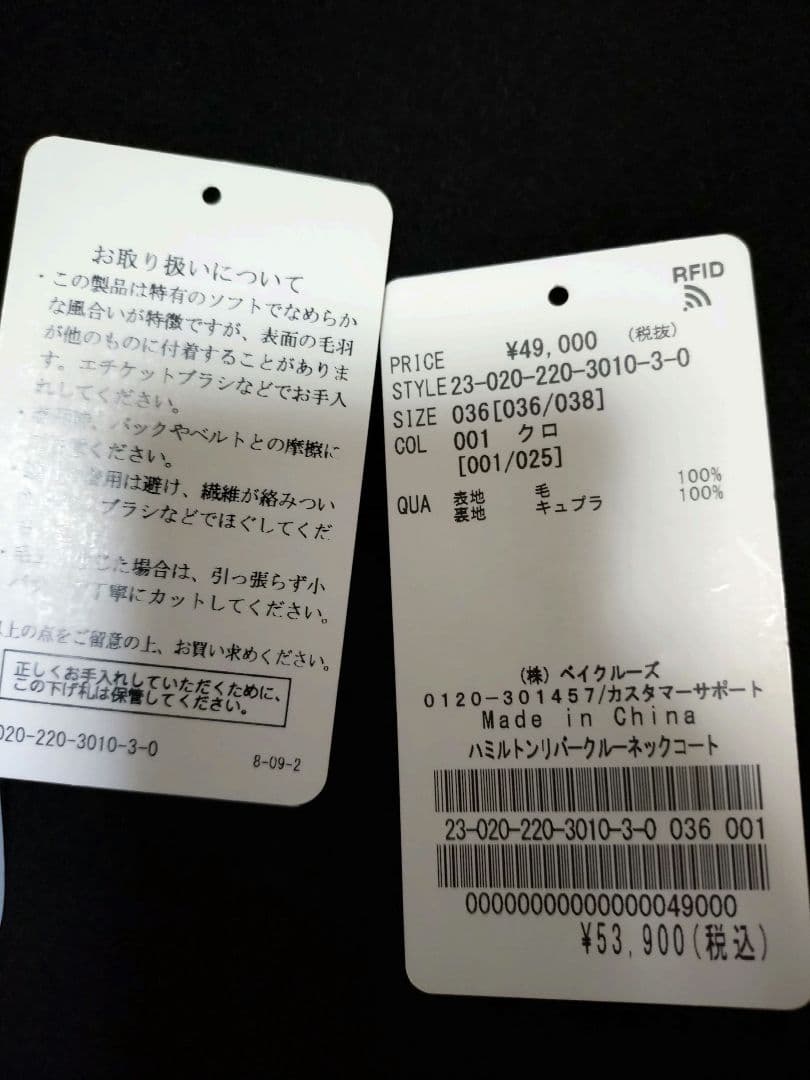 お取り扱いについて
・この製品は特有のソフトでなめらか
な風合いが特徴ですが、表面の毛羽
が他のものに付着することがありま
す。エチケットブラシなどでお手入
れしてください。
バックやベルトとの摩擦に
ください。
用は避け、繊維が絡みつい
ブラシなどでほぐしてくだ
・毛 た場合は、引っ張らず小
丁寧にカットしてください。
以上の点をご留意の上、お買い求めください。
正しくお手入れしていただくために、
この下げ札は保管してください。
020-220-3010-3-0
8-09-2
RFID
PRICE ¥49,000 (税抜)
STYLE 23-020-220-3010-3-0
SIZE 036[036/038]
COL 001 クロ
[001/025]
QUA 表地 毛 100%
裏地 キュプラ 100%
(株) ベイクルーズ
0120-301457/カスタマーサポート
Made in China
ハミルトンリバークルーネックコート
23-020-220-3010-3-0 036 001
00000000000000049000
¥53,900(税込)